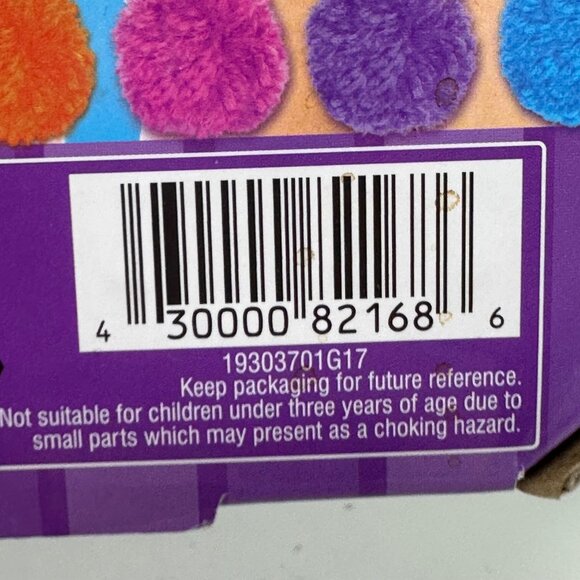 4 30000 82168 6
19303701G17
Keep packaging for future reference.
Not suitable for children under three years of age due to
small parts which may present as a choking hazard.